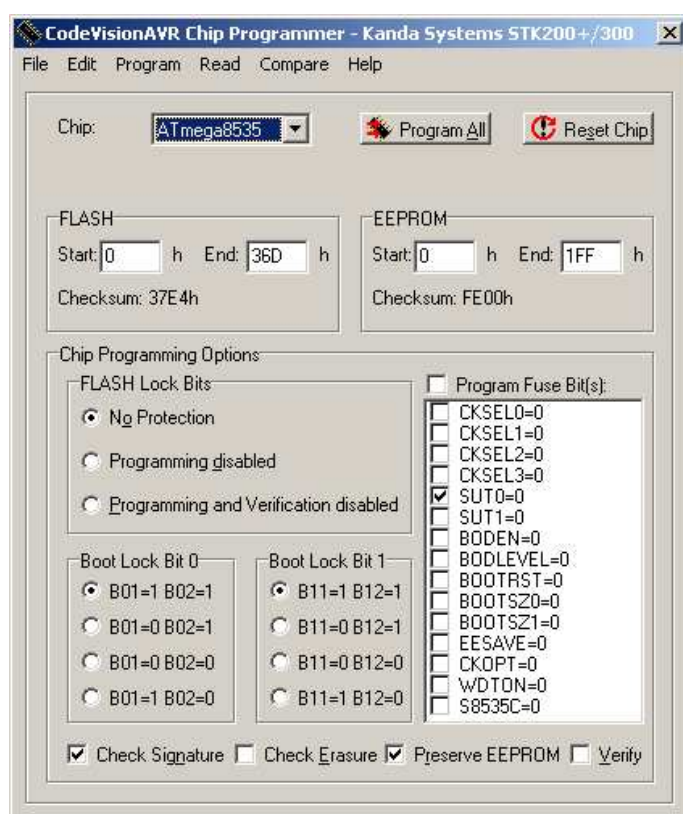 CodeVisionAVR Chip Programmer - Kanda Systems STK200+/300
File Edit Program Read Compare Help
Chip: ATmega8535 Program All Reset Chip
FLASH
Start: 0 h End: 36D h
Checksum: 37E4h
EEPROM
Start: 0 h End: 1FF h
Checksum: FE00h
Chip Programming Options
FLASH Lock Bits
No Protection
Programming disabled
Programming and Verification disabled
Boot Lock Bit 0
B01=1 B02=1
B01=0 B02=1
B01=0 B02=0
B01=1 B02=0
Boot Lock Bit 1
B11=1 B12=1
B11=0 B12=1
B11=0 B12=0
B11=1 B12=0
Program Fuse Bit(s):
CKSEL0=0
CKSEL1=0
CKSEL2=0
CKSEL3=0
SUT0=0
SUT1=0
BODEN=0
BODLEVEL=0
BOOTRST=0
BOOTSZ0=0
BOOTSZ1=0
EESAVE=0
CKOPT=0
WDTON=0
S8535C=0
Check Signature Check Erasure Preserve EEPROM Verify